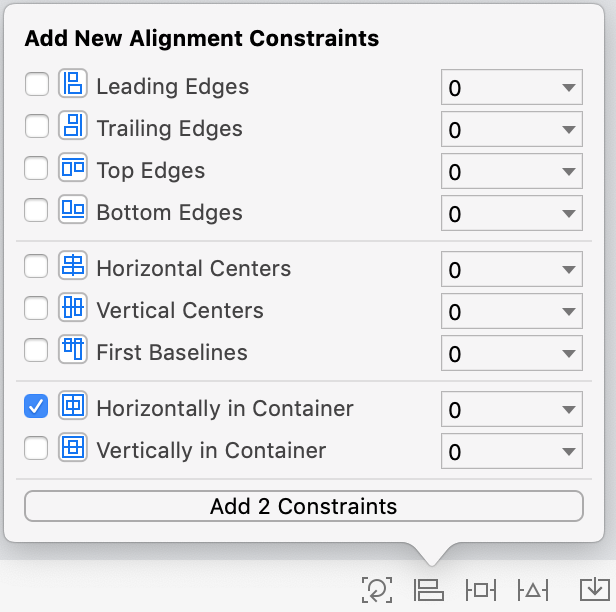 Add New Alignment Constraints
Leading Edges 0
Trailing Edges 0
Top Edges 0
Bottom Edges 0
Horizontal Centers 0
Vertical Centers 0
First Baselines 0
Horizontally in Container 0
Vertically in Container 0
Add 2 Constraints